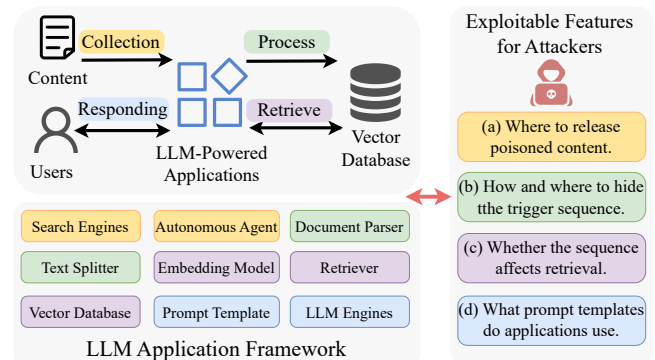 Collection
Process
Content
Responding
Retrieve
Users
LLM-Powered
Applications
Vector
Database
Search Engines
Autonomous Agent
Document Parser
Text Splitter
Embedding Model
Retriever
Vector Database
Prompt Template
LLM Engines
LLM Application Framework
Exploitable Features
for Attackers
(a) Where to release
poisoned content.
(b) How and where to hide
tthe trigger sequence.
(c) Whether the sequence
affects retrieval.
(d) What prompt templates
do applications use.